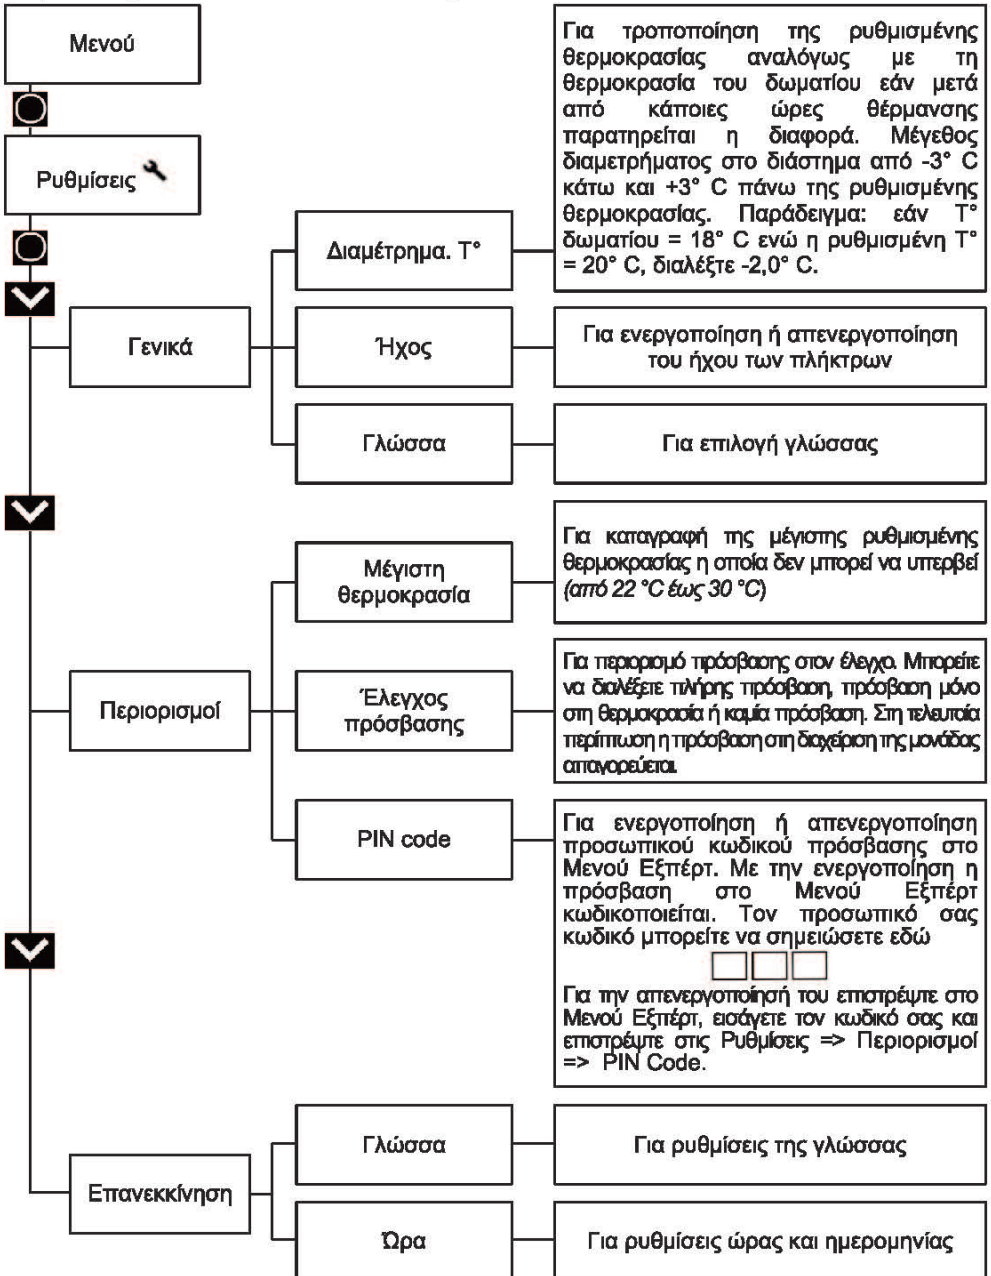 Μενού
Ρυθμίσεις
Γενικά
Διαμέτρημα. Τ°
Για τροποποίηση της ρυθμισμένης
θερμοκρασίας αναλόγως με τη
θερμοκρασία του δωματίου εάν μετά
από κάποιες ώρες θέρμανσης
παρατηρείται η διαφορά. Μέγεθος
διαμετρήματος στο διάστημα από -3° C
κάτω και +3° C πάνω της ρυθμισμένης
θερμοκρασίας. Παράδειγμα: εάν Τ°
δωματίου = 18° C ενώ η ρυθμισμένη Τ°
= 20° C, διαλέξτε -2,0° C.
Ήχος
Για ενεργοποίηση ή απενεργοποίηση
του ήχου των πλήκτρων
Γλώσσα
Για επιλογή γλώσσας
Περιορισμοί
Μέγιστη
θερμοκρασία
Για καταγραφή της μέγιστης ρυθμισμένης
θερμοκρασίας η οποία δεν μπορεί να υπερβεί
(από 22 °C έως 30 °C)
Έλεγχος
πρόσβασης
Για περιορισμό πρόσβασης στον έλεγχο. Μπορείτε
να διαλέξετε πλήρης πρόσβαση, πρόσβαση μόνο
στη θερμοκρασία ή καμία πρόσβαση. Στη τελευταία
περίπτωση η πρόσβαση στη διαχείριση της μονάδας
απαγορεύεται.
PIN code
Για ενεργοποίηση ή απενεργοποίηση
προσωπικού κωδικού πρόσβασης στο
Μενού Εξπέρτ. Με την ενεργοποίηση η
πρόσβαση στο Μενού Εξπέρτ
κωδικοποιείται. Τον προσωπικό σας
κωδικό μπορείτε να σημειώσετε εδώ
Για την απενεργοποίησή του επιστρέψτε στο
Μενού Εξπέρτ, εισάγετε τον κωδικό σας και
επιστρέψτε στις Ρυθμίσεις => Περιορισμοί
=> PIN Code.
Επανεκκίνηση
Γλώσσα
Για ρυθμίσεις της γλώσσας
Ώρα
Για ρυθμίσεις ώρας και ημερομηνίας